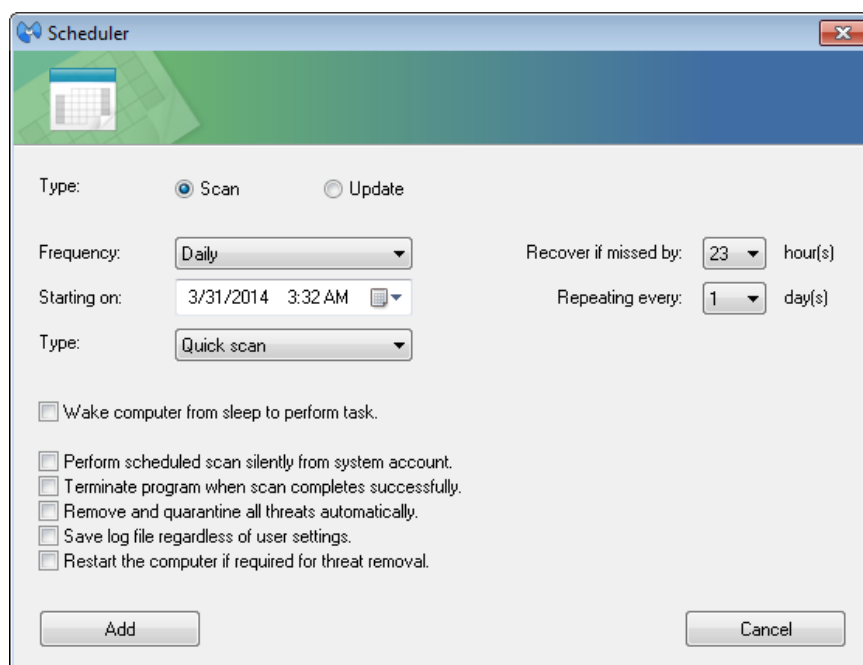 Scheduler
Type: Scan Update
Frequency: Daily Recover if missed by: 23 hour(s)
Starting on: 3/31/2014 3:32 AM Repeating every: 1 day(s)
Type: Quick scan
Wake computer from sleep to perform task.
Perform scheduled scan silently from system account.
Terminate program when scan completes successfully.
Remove and quarantine all threats automatically.
Save log file regardless of user settings.
Restart the computer if required for threat removal.
Add Cancel